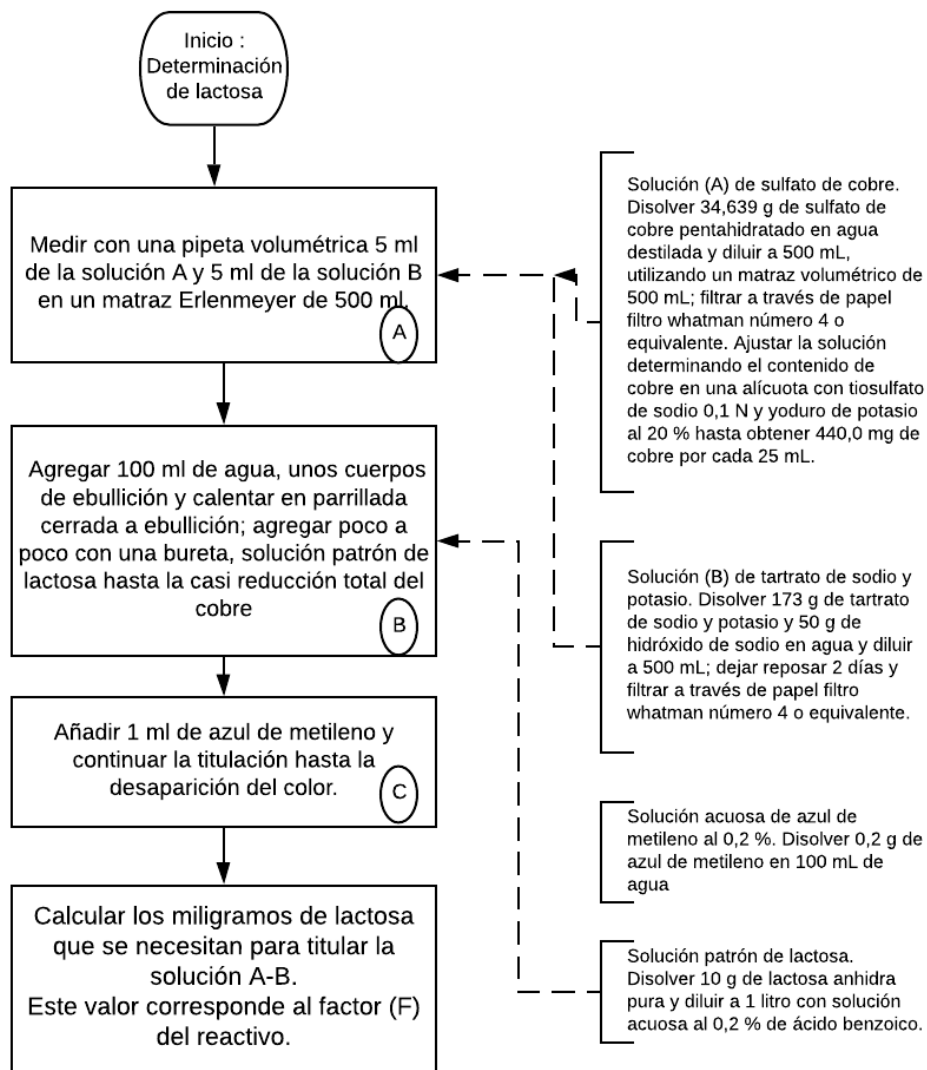 Inicio :
Determinación
de lactosa
Medir con una pipeta volumétrica 5 ml
de la solución A y 5 ml de la solución B
en un matraz Erlenmeyer de 500 ml.
A
Agregar 100 ml de agua, unos cuerpos
de ebullición y calentar en parrillada
cerrada a ebullición; agregar poco a
poco con una bureta, solución patrón de
lactosa hasta la casi reducción total del
cobre
B
Añadir 1 ml de azul de metileno y
continuar la titulación hasta la
desaparición del color.
C
Calcular los miligramos de lactosa
que se necesitan para titular la
solución A-B.
Este valor corresponde al factor (F)
del reactivo.
Solución (A) de sulfato de cobre.
Disolver 34,639 g de sulfato de
cobre pentahidratado en agua
destilada y diluir a 500 mL,
utilizando un matraz volumétrico de
500 mL; filtrar a través de papel
filtro whatman número 4 o
equivalente. Ajustar la solución
determinando el contenido de
cobre en una alícuota con tiosulfato
de sodio 0,1 N y yoduro de potasio
al 20 % hasta obtener 440,0 mg de
cobre por cada 25 mL.
Solución (B) de tartrato de sodio y
potasio. Disolver 173 g de tartrato
de sodio y potasio y 50 g de
hidróxido de sodio en agua y diluir
a 500 mL; dejar reposar 2 días y
filtrar a través de papel filtro
whatman número 4 o equivalente.
Solución acuosa de azul de
metileno al 0,2 %. Disolver 0,2 g de
azul de metileno en 100 mL de
agua
Solución patrón de lactosa.
Disolver 10 g de lactosa anhidra
pura y diluir a 1 litro con solución
acuosa al 0,2 % de ácido benzoico.